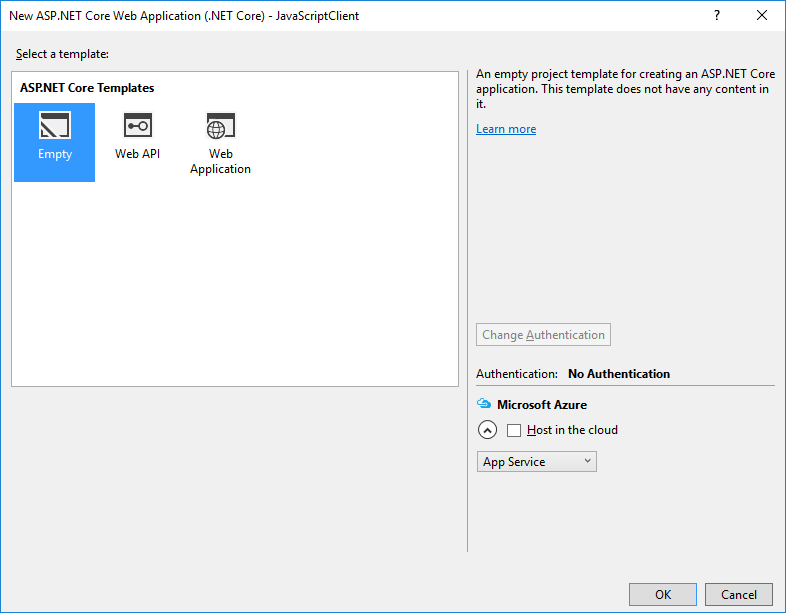 New ASP.NET Core Web Application (.NET Core) - JavaScriptClient
?
Select a template:
ASP.NET Core Templates
Empty
Web API
Web
Application
An empty project template for creating an ASP.NET Core
application. This template does not have any content in
it.
Learn more
Change Authentication
Authentication: No Authentication
Microsoft Azure
Host in the cloud
App Service
OK
Cancel